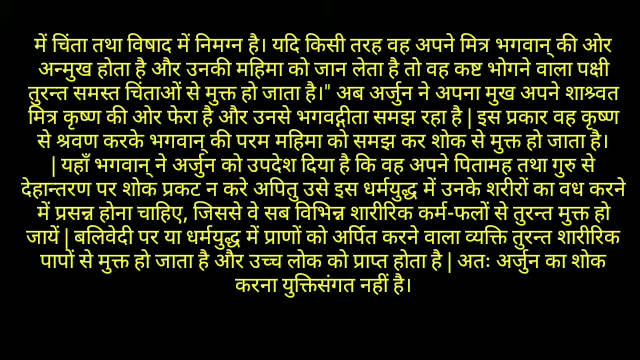 में चिंता तथा विषाद में निमग्न है। यदि किसी तरह वह अपने मित्र भगवान् की ओर
अन्मुख होता है और उनकी महिमा को जान लेता है तो वह कष्ट भोगने वाला पक्षी
तुरन्त समस्त चिंताओं से मुक्त हो जाता है।" अब अर्जुन ने अपना मुख अपने शाश्र्वत
मित्र कृष्ण की ओर फेरा है और उनसे भगवद्गीता समझ रहा है | इस प्रकार वह कृष्ण
से श्रवण करके भगवान् की परम महिमा को समझ कर शोक से मुक्त हो जाता है।
| यहाँ भगवान् ने अर्जुन को उपदेश दिया है कि वह अपने पितामह तथा गुरु से
देहान्तरण पर शोक प्रकट न करे अपितु उसे इस धर्मयुद्ध में उनके शरीरों का वध करने
में प्रसन्न होना चाहिए, जिससे वे सब विभिन्न शारीरिक कर्म-फलों से तुरन्त मुक्त हो
जायें | बलिवेदी पर या धर्मयुद्ध में प्राणों को अर्पित करने वाला व्यक्ति तुरन्त शारीरिक
पापों से मुक्त हो जाता है और उच्च लोक को प्राप्त होता है | अतः अर्जुन का शोक
करना युक्तिसंगत नहीं है।